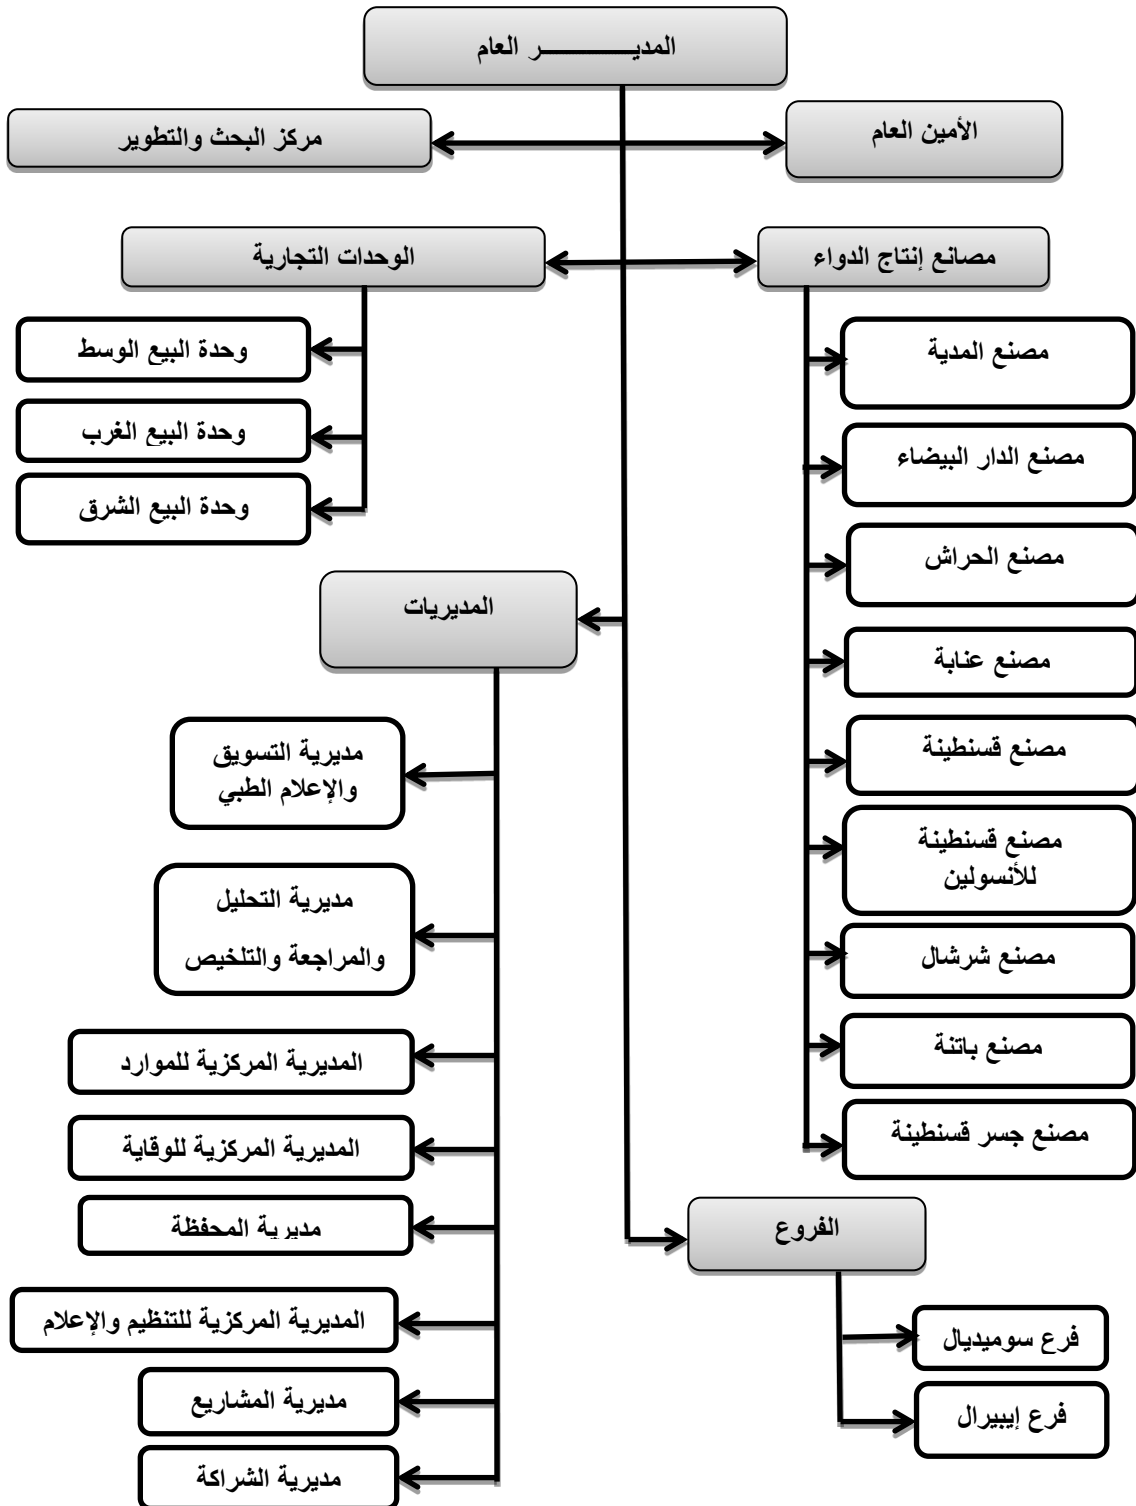 المديــــــــــــر العام
الأمين العام
مركز البحث والتطوير
مصانع إنتاج الدواء
الوحدات التجارية
مصنع المدية
مصنع الدار البيضاء
مصنع الحراش
مصنع عنابة
مصنع قسنطينة
مصنع قسنطينة
للأنسولين
مصنع شرشال
مصنع باتنة
مصنع جسر قسنطينة
وحدة البيع الوسط
وحدة البيع الغرب
وحدة البيع الشرق
المديريات
مديرية التسويق
والإعلام الطبي
مديرية التحليل
والمراجعة والتلخيص
المديرية المركزية للموارد
المديرية المركزية للوقاية
مديرية المحفظة
المديرية المركزية للتنظيم والإعلام
مديرية المشاريع
مديرية الشراكة
الفروع
فرع سوميديال
فرع إيبيرال